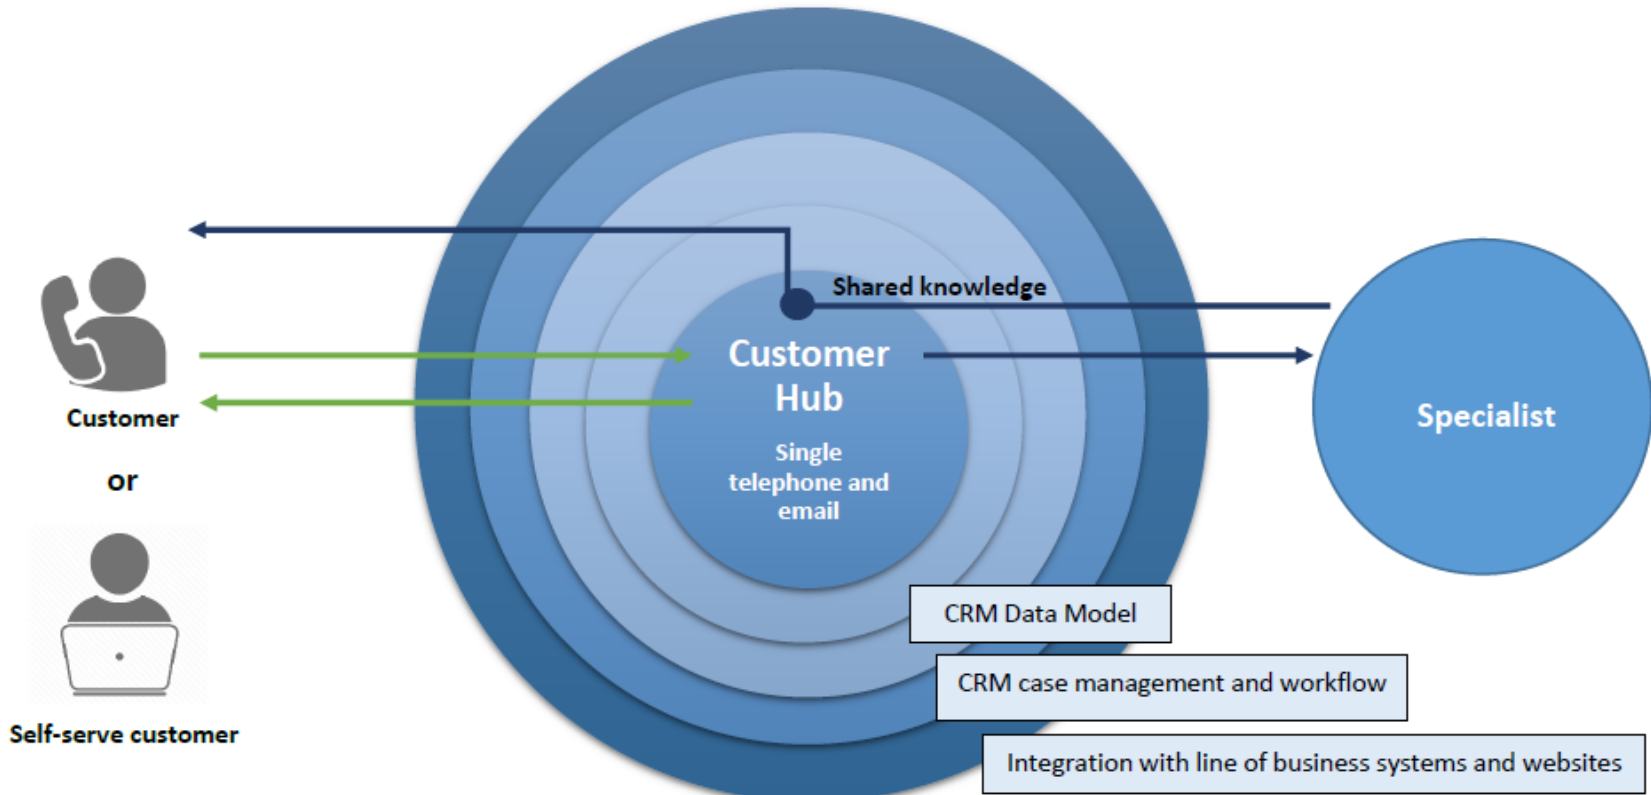 Shared knowledge
Customer
Hub
Single
telephone and
email
Specialist
Customer
or
Self-serve customer
CRM Data Model
CRM case management and workflow
Integration with line of business systems and websites